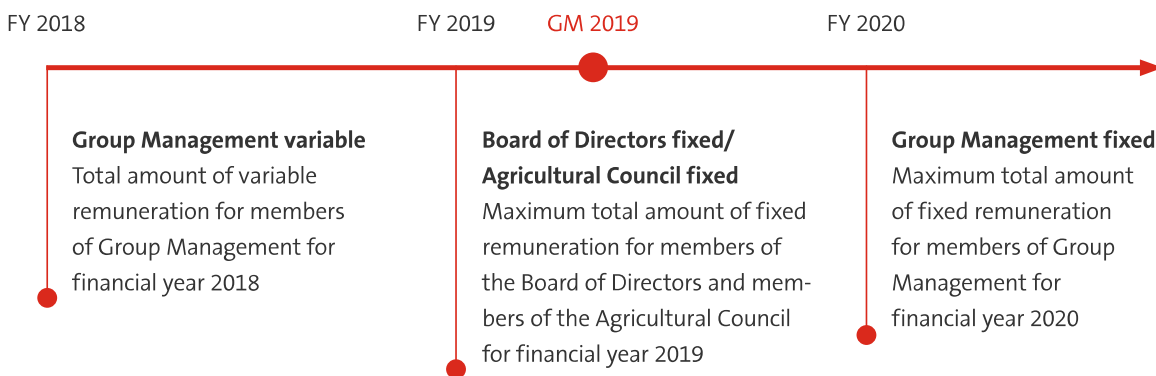 FY 2018
FY 2019
GM 2019
FY 2020
Group Management variable
Total amount of variable
remuneration for members
of Group Management for
financial year 2018
Board of Directors fixed/
Agricultural Council fixed
Maximum total amount of fixed
remuneration for members of
the Board of Directors and mem-
bers of the Agricultural Council
for financial year 2019
Group Management fixed
Maximum total amount
of fixed remuneration
for members of Group
Management for
financial year 2020